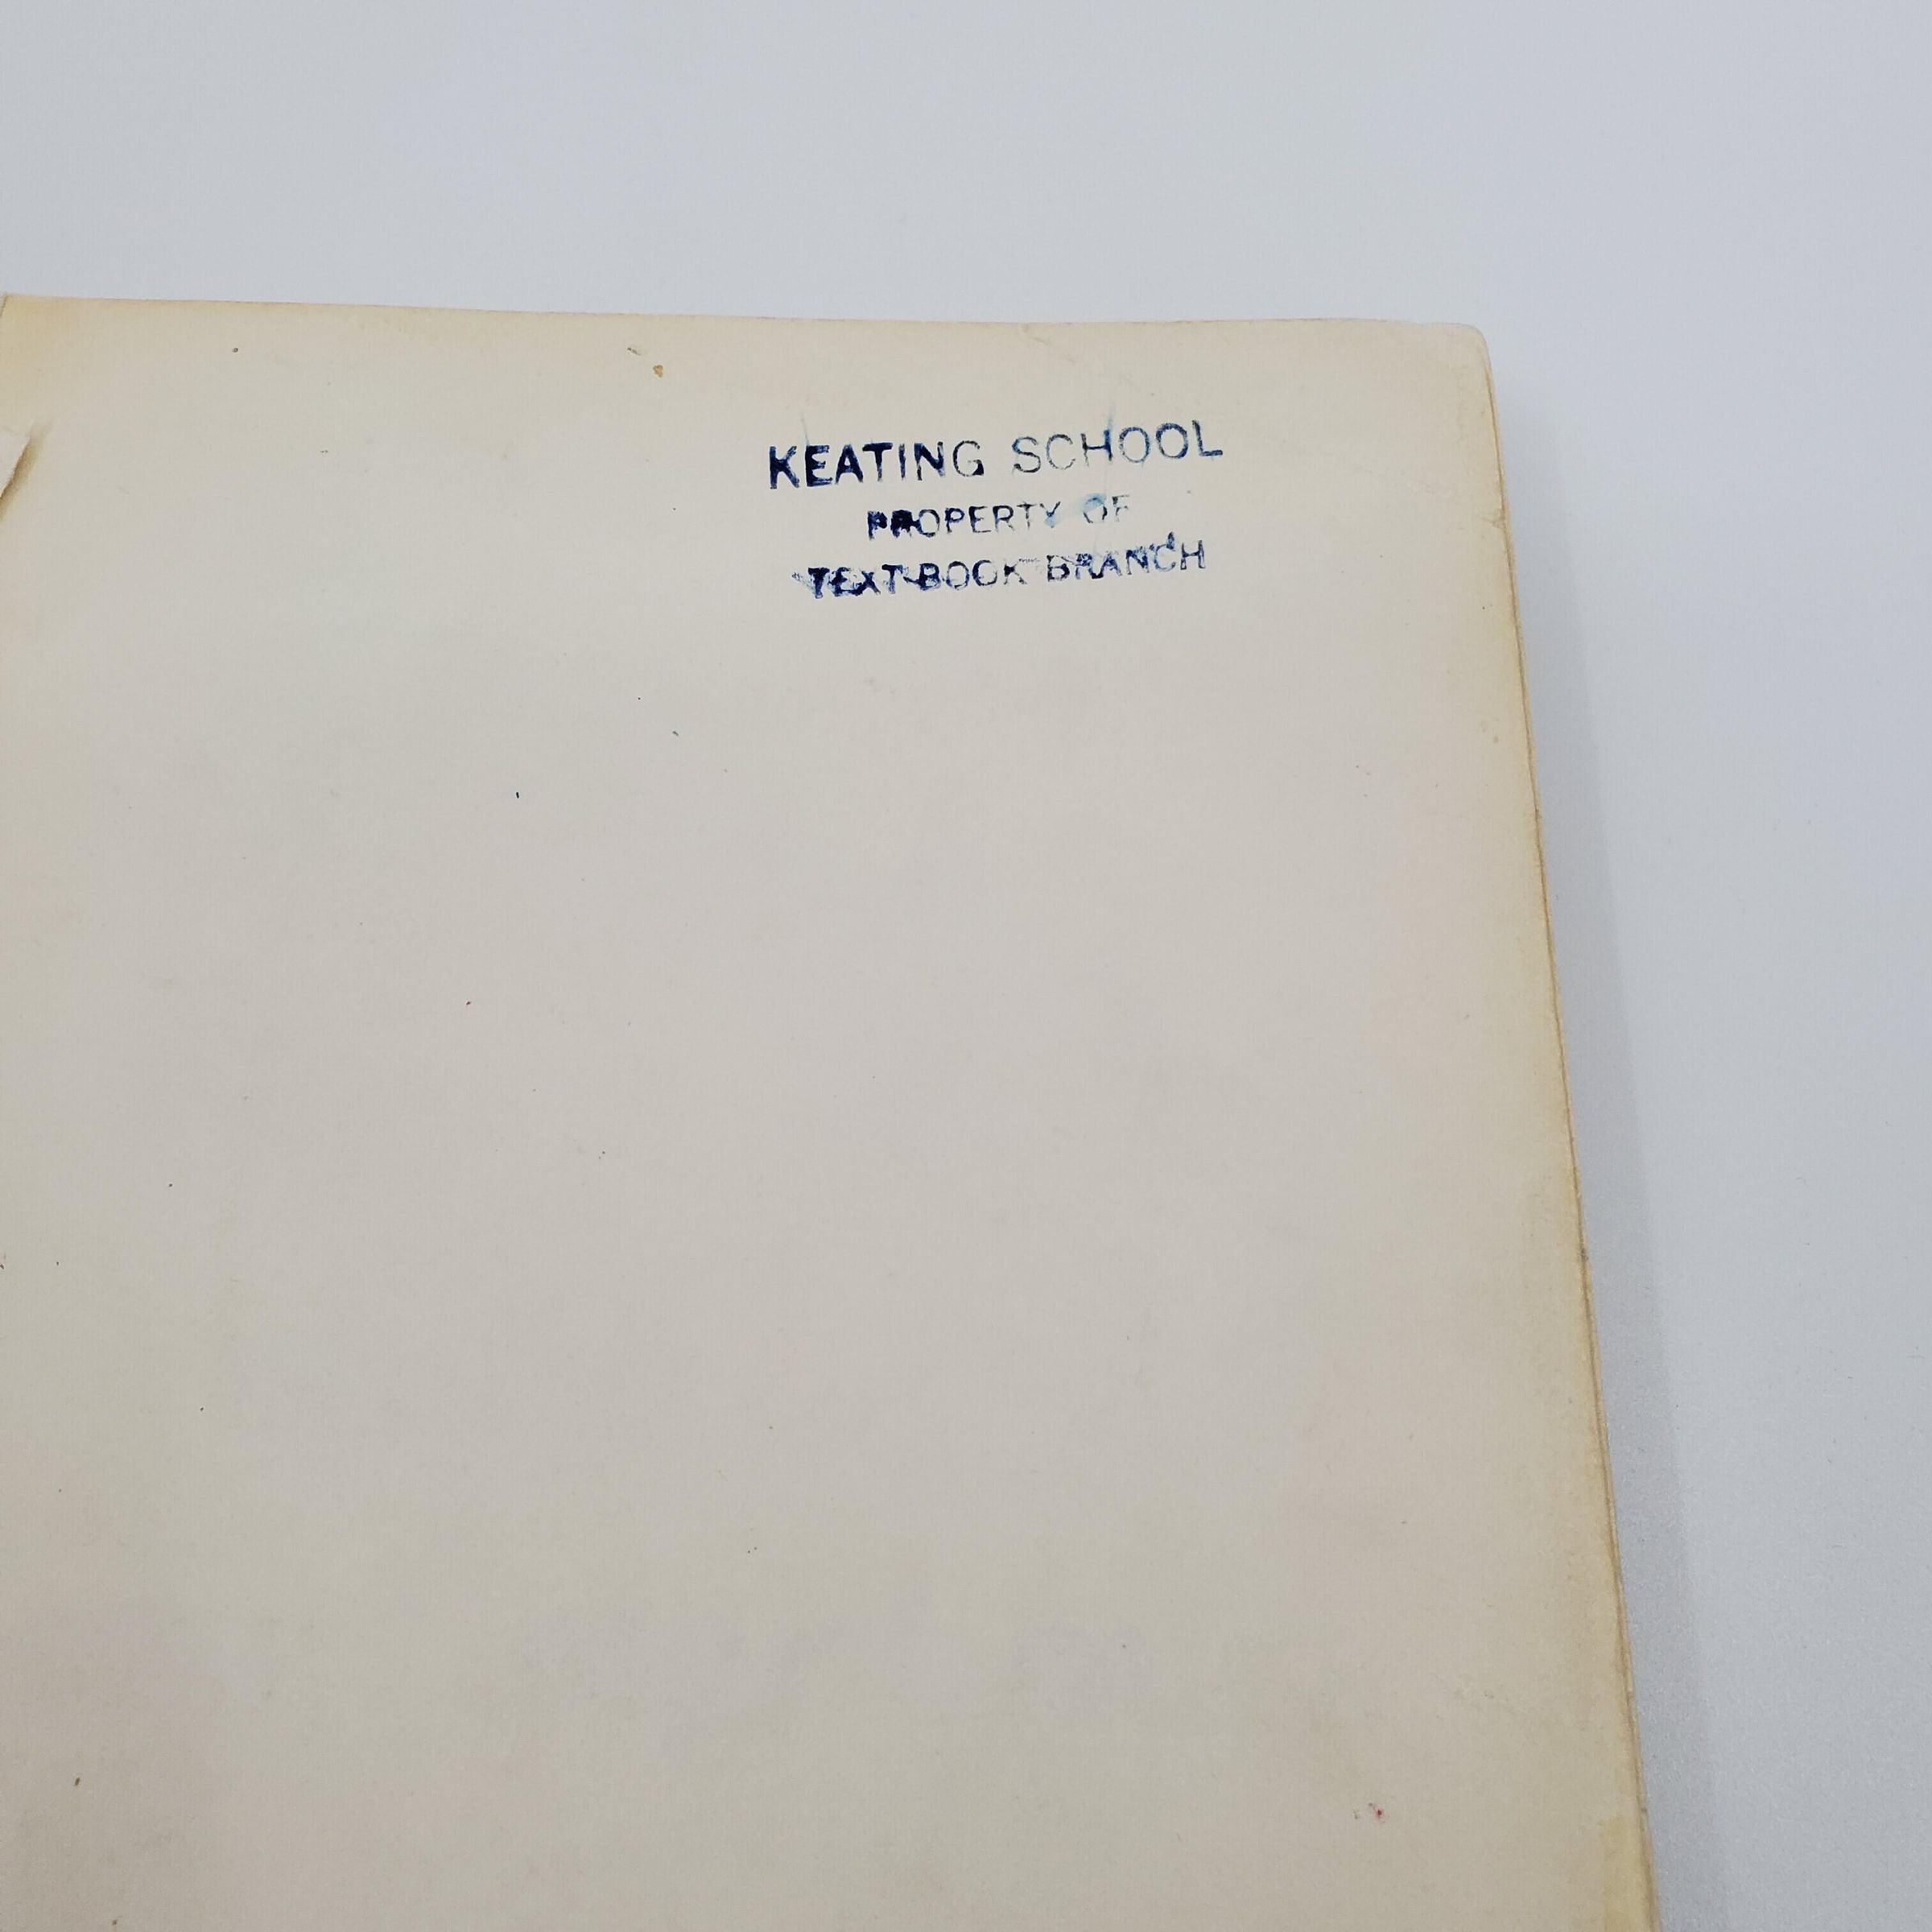 KEATING SCHOOL
PROPERTY OF
TEXT-BOOK BRANCH